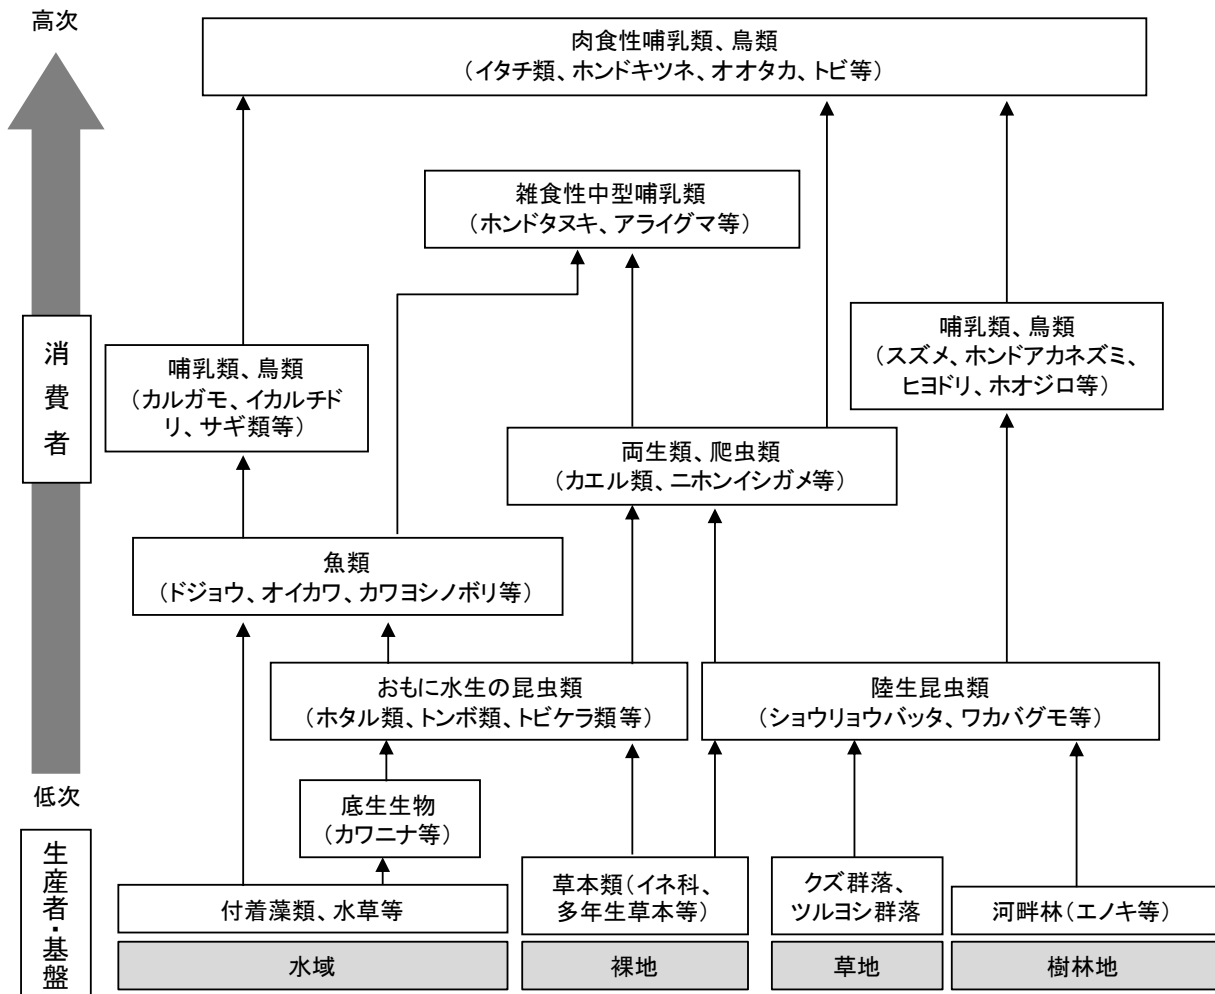 高次
肉食性哺乳類、鳥類
（イタチ類、ホンドキツネ、オオタカ、トビ等）
雑食性中型哺乳類
（ホンドタヌキ、アライグマ等）
消費者
哺乳類、鳥類
（カルガモ、イカルチド
リ、サギ類等）
哺乳類、鳥類
（スズメ、ホンドアカネズミ、
ヒヨドリ、ホオジロ等）
両生類、爬虫類
（カエル類、ニホンイシガメ等）
魚類
（ドジョウ、オイカワ、カワヨシノボリ等）
おもに水生の昆虫類
（ホタル類、トンボ類、トビケラ類等）
陸生昆虫類
（ショウリョウバッタ、ワカバグモ等）
低次
底生生物
（カワニナ等）
生産者・基盤
付着藻類、水草等
草本類（イネ科、
多年生草本等）
クズ群落、
ツルヨシ群落
河畔林（エノキ等）
水域
裸地
草地
樹林地